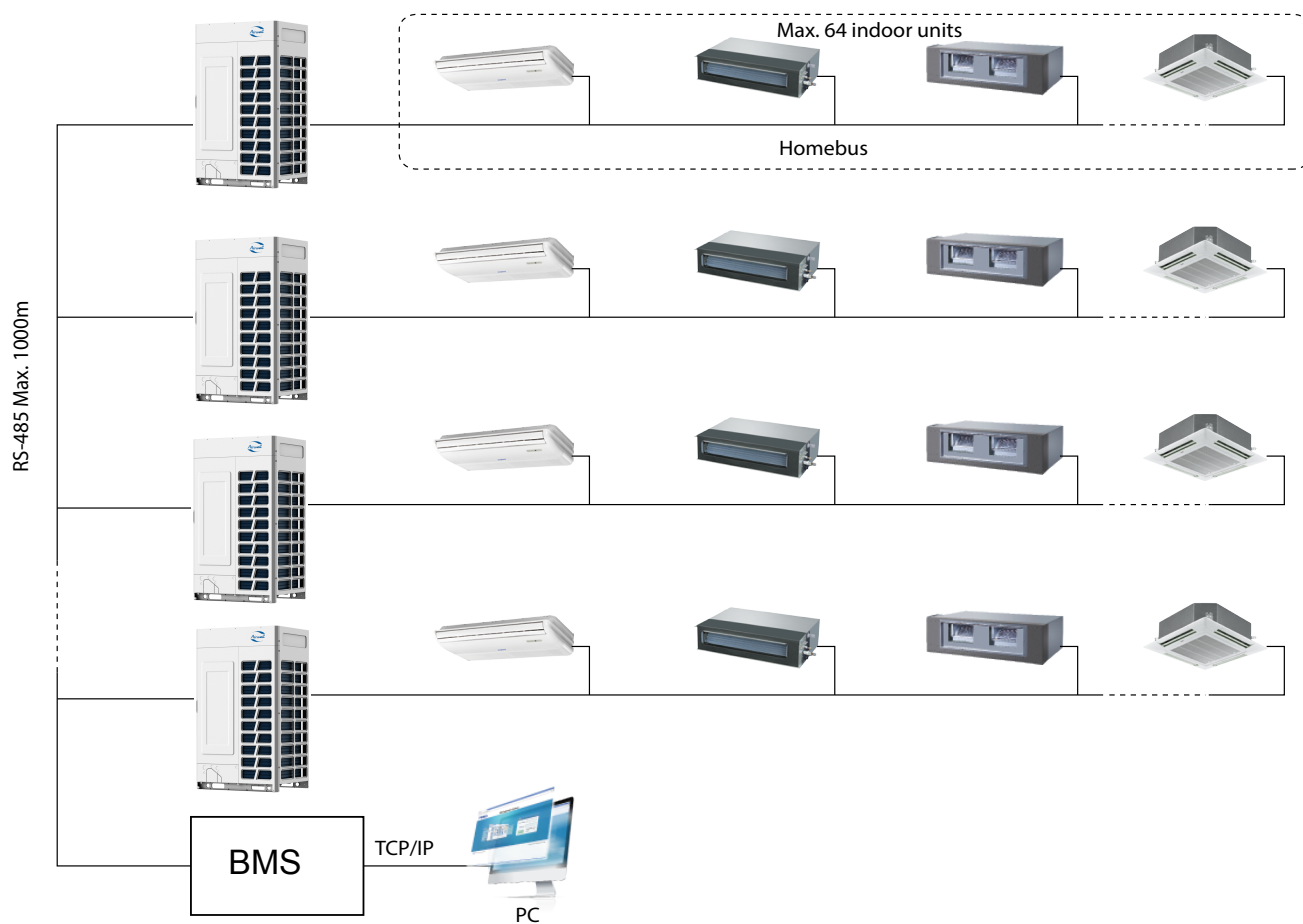 Max. 64 indoor units
Homebus
RS-485 Max. 1000m
BMS
TCP/IP
PC